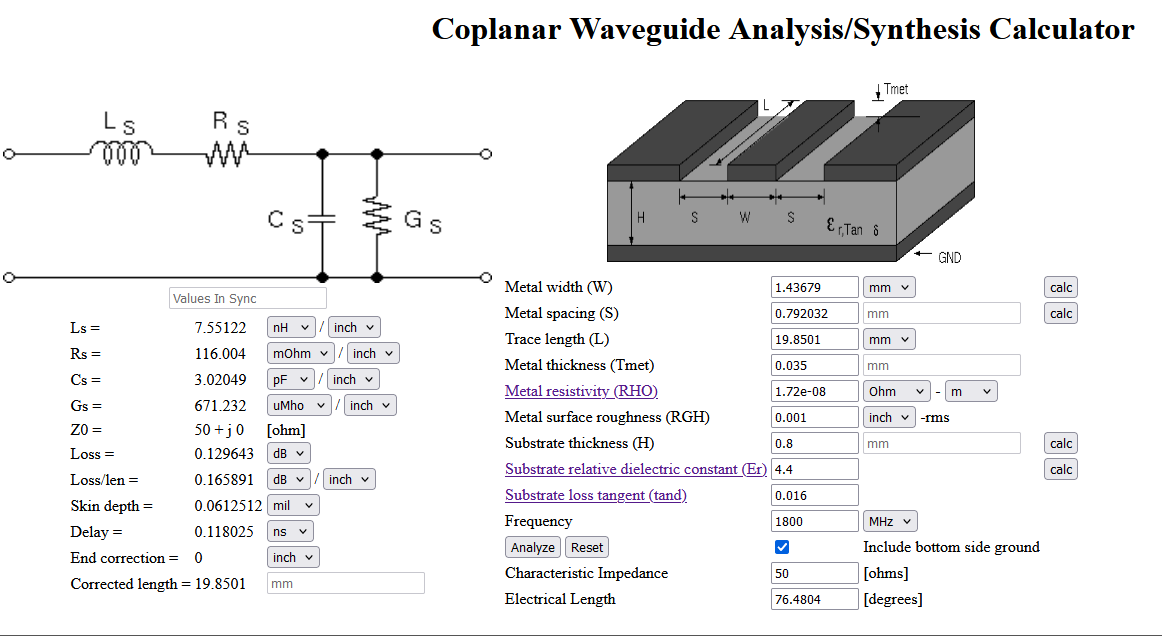 Coplanar Waveguide Analysis/Synthesis Calculator
L S
R S
C S
G S
L
Tmet
H
S
W
S
εr,Tan δ
GND
Values In Sync
Ls = 7.55122 nH / inch
Rs = 116.004 mOhm / inch
Cs = 3.02049 pF / inch
Gs = 671.232 uMho / inch
Z0 = 50 + j 0 [ohm]
Loss = 0.129643 dB
Loss/len = 0.165891 dB / inch
Skin depth = 0.0612512 mil
Delay = 0.118025 ns
End correction = 0 inch
Corrected length = 19.8501 mm
Metal width (W) 1.43679 mm calc
Metal spacing (S) 0.792032 mm calc
Trace length (L) 19.8501 mm
Metal thickness (Tmet) 0.035 mm
Metal resistivity (RHO) 1.72e-08 Ohm - m
Metal surface roughness (RGH) 0.001 inch -rms
Substrate thickness (H) 0.8 mm calc
Substrate relative dielectric constant (Er) 4.4 calc
Substrate loss tangent (tand) 0.016
Frequency 1800 MHz
Analyze Reset Include bottom side ground
Characteristic Impedance 50 [ohms]
Electrical Length 76.4804 [degrees]